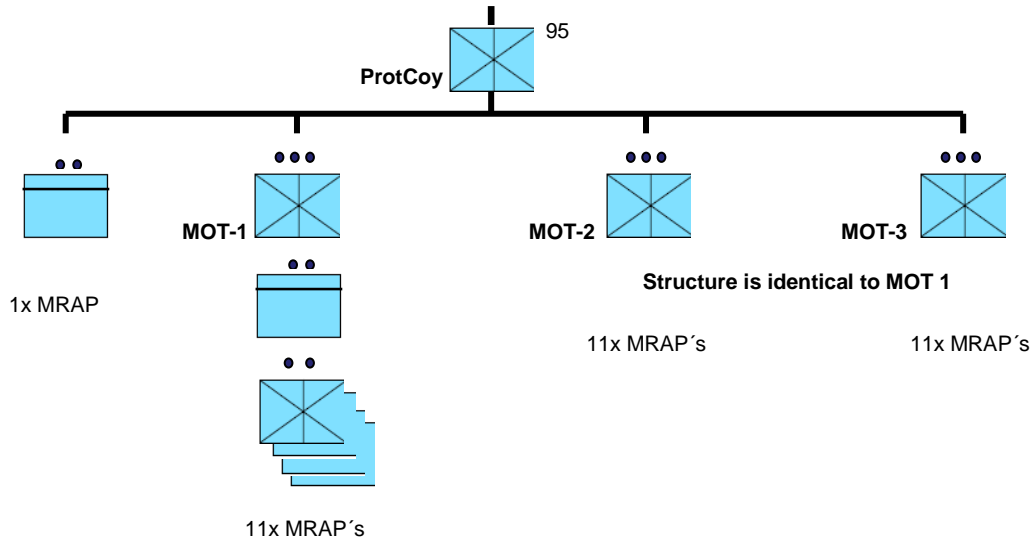 95
ProtCoy
MOT-1
MOT-2
MOT-3
Structure is identical to MOT 1
1x MRAP
11x MRAP´s
11x MRAP´s
11x MRAP´s